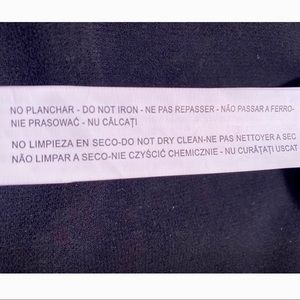 NO PLANCHAR - DO NOT IRON - NE PAS REPASSER - NÃO PASSAR A FERRO-
NIE PRASOWAĆ - NU CĂLCAȚI
NO LIMPIEZA EN SECO-DO NOT DRY CLEAN-NE PAS NETTOYER A SEC
NÃO LIMPAR A SECO-NIE CZYŚCIĆ CHEMICZNIE - NU CURĂȚAȚI USCAT